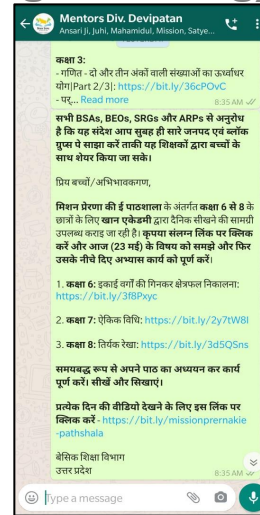 Mentors Div. Devipatan
Ansari Ji, Juhi, Mahamidul, Mission, Satye...
कक्षा 3:
- गणित - दो और तीन अंकों वाली संख्याओं का ऊर्ध्वाधर
योग|Part 2/3|: https://bit.ly/36cPOvC
- पर्... Read more
8:35 AM
सभी BSAs, BEOs, SRGs और ARPs से अनुरोध
है कि यह संदेश आप सुबह ही सारे जनपद एवं ब्लॉक
ग्रुप्स पे साझा करें ताकी यह शिक्षकों द्वारा बच्चों के
साथ शेयर किया जा सके।
प्रिय बच्चों/अभिभावकगण,
मिशन प्रेरणा की ई पाठशाला के अंतर्गत कक्षा 6 से 8 के
छात्रों के लिए खान एकेडमी द्वारा दैनिक सीखने की सामग्री
उपलब्ध कराइ जा रही है। कृपया संलग्न लिंक पर क्लिक
करें और आज (23 मई) के विषय को समझे और फिर
उसके नीचे दिए अभ्यास कार्य को पूर्ण करें।
1. कक्षा 6: इकाई वर्गों की गिनकर क्षेत्रफल निकालना:
https://bit.ly/3f8Pxyc
2. कक्षा 7: ऐकिक विधि: https://bit.ly/2y7tW8I
3. कक्षा 8: तिर्यक रेखा: https://bit.ly/3d5QSns
समयबद्ध रूप से अपने पाठ का अध्ययन कर कार्य
पूर्ण करें। सीखें और सिखाएं।
प्रत्येक दिन की वीडियो देखने के लिए इस लिंक पर
क्लिक करें - https://bit.ly/missionprernakie
-pathshala
बेसिक शिक्षा विभाग
उत्तर प्रदेश
8:35 AM
Type a message